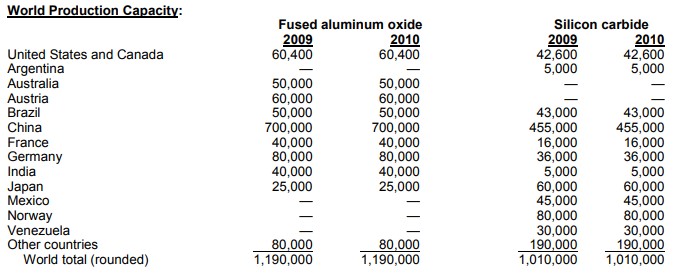 World Production Capacity:
Fused aluminum oxide Silicon carbide
2009 2010 2009 2010
United States and Canada 60,400 60,400 42,600 42,600
Argentina — — 5,000 5,000
Australia 50,000 50,000 — —
Austria 60,000 60,000 — —
Brazil 50,000 50,000 43,000 43,000
China 700,000 700,000 455,000 455,000
France 40,000 40,000 16,000 16,000
Germany 80,000 80,000 36,000 36,000
India 40,000 40,000 5,000 5,000
Japan 25,000 25,000 60,000 60,000
Mexico — — 45,000 45,000
Norway — — 80,000 80,000
Venezuela — — 30,000 30,000
Other countries 80,000 80,000 190,000 190,000
World total (rounded) 1,190,000 1,190,000 1,010,000 1,010,000